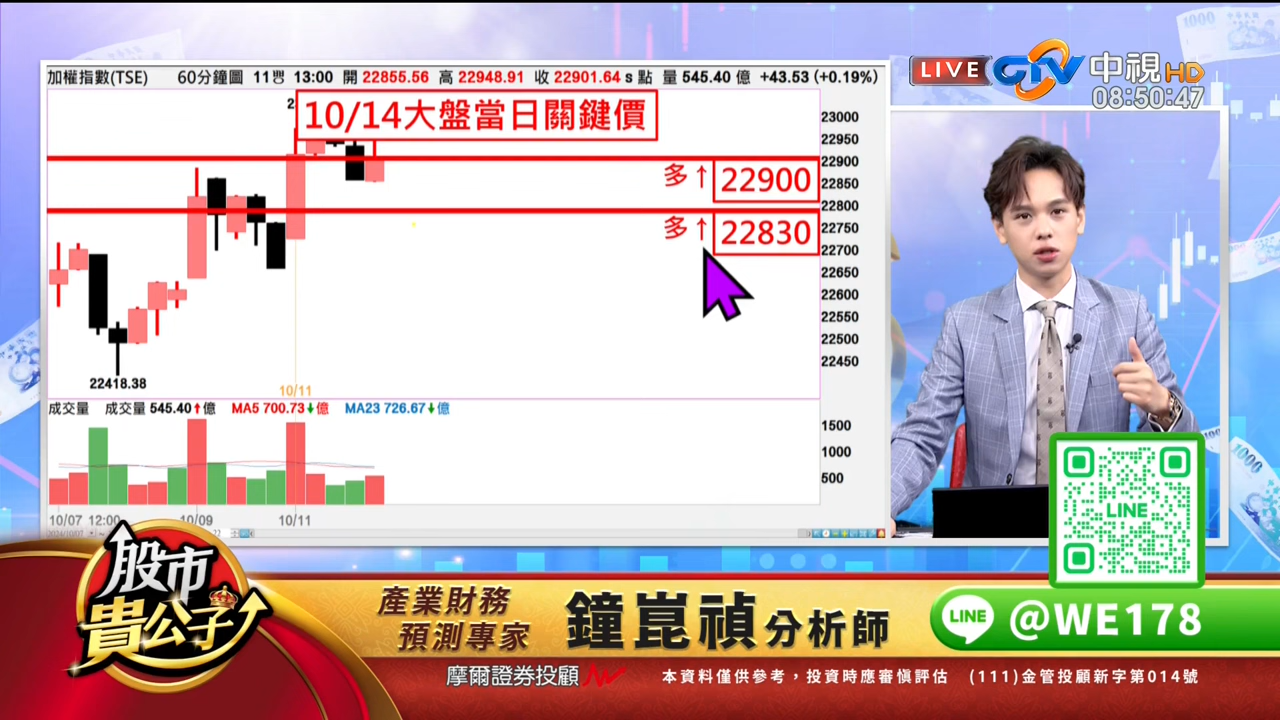 加權指數(TSE) 60分鐘圖 11時 13:00 開 22855.56 高 22948.91 收 22901.64 s 點 量 545.40 億 +43.53 (+0.19%)
10/14大盤當日關鍵價
多↑ 22900
多↑ 22830
23000
22950
22900
22850
22800
22750
22700
22650
22600
22550
22500
22450
22418.38
10/11
成交量 成交量 545.40↑億 MA5 700.73↓億 MA23 726.67↓億
1500
1000
500
10/07 12:00 10/09 10/11
LIVE CTV 中視HD
08:50:47
LINE
股市
貴公子
產業財務
預測專家
鐘崑禎分析師
LINE @WE178
摩爾證券投顧
本資料僅供參考，投資時應審慎評估 (111)金管投顧新字第014號